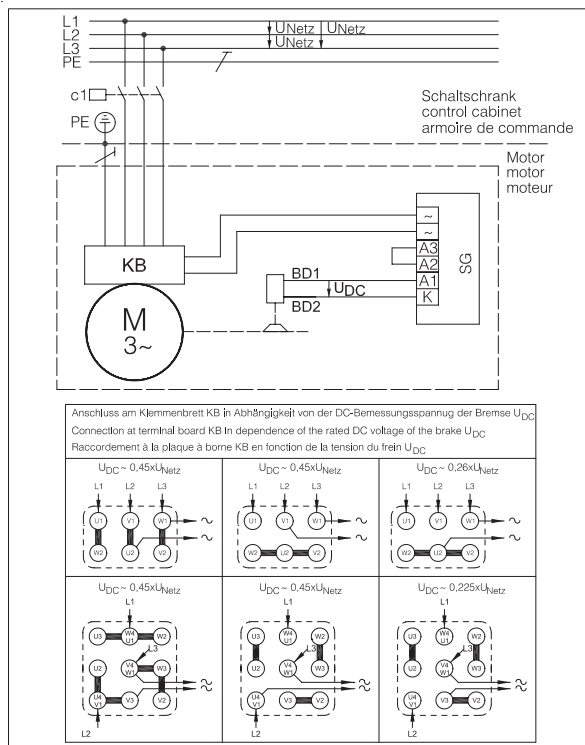 L1
L2
L3
PE
UNetz UNetz
UNetz
c1
PE
Schaltschrank
control cabinet
armoire de commande
Motor
motor
moteur
KB
M
3~
BD1
UDC
BD2
~
~
A3
A2
A1
K
SG
Anschluss am Klemmenbrett KB in Abhängigkeit von der DC-Bemessungsspannug der Bremse UDC
Connection at terminal board KB in dependence of the rated DC voltage of the brake UDC
Raccordement à la plaque à borne KB en fonction de la tension du frein UDC
UDC ~ 0,45xUNetz
L1 L2 L3
U1 V1 W1 ~
~
W2 U2 V2
UDC ~ 0,45xUNetz
L1 L2 L3
U1 V1 W1 ~
~
W2 U2 V2
UDC ~ 0,26xUNetz
L1 L2 L3
U1 V1 W1 ~
~
W2 U2 V2
UDC ~ 0,45xUNetz
L1
U3 W4 U1 W2
L3
U2 V4 W1 W3
~
~
U4 V1 V3 V2
L2
UDC ~ 0,45xUNetz
L1
U3 W4 U1 W2
L3
U2 V4 W1 W3
~
~
U4 V1 V3 V2
L2
UDC ~ 0,225xUNetz
L1
U3 W4 U1 W2
L3
U2 V4 W1 W3
~
~
U4 V1 V3 V2
L2